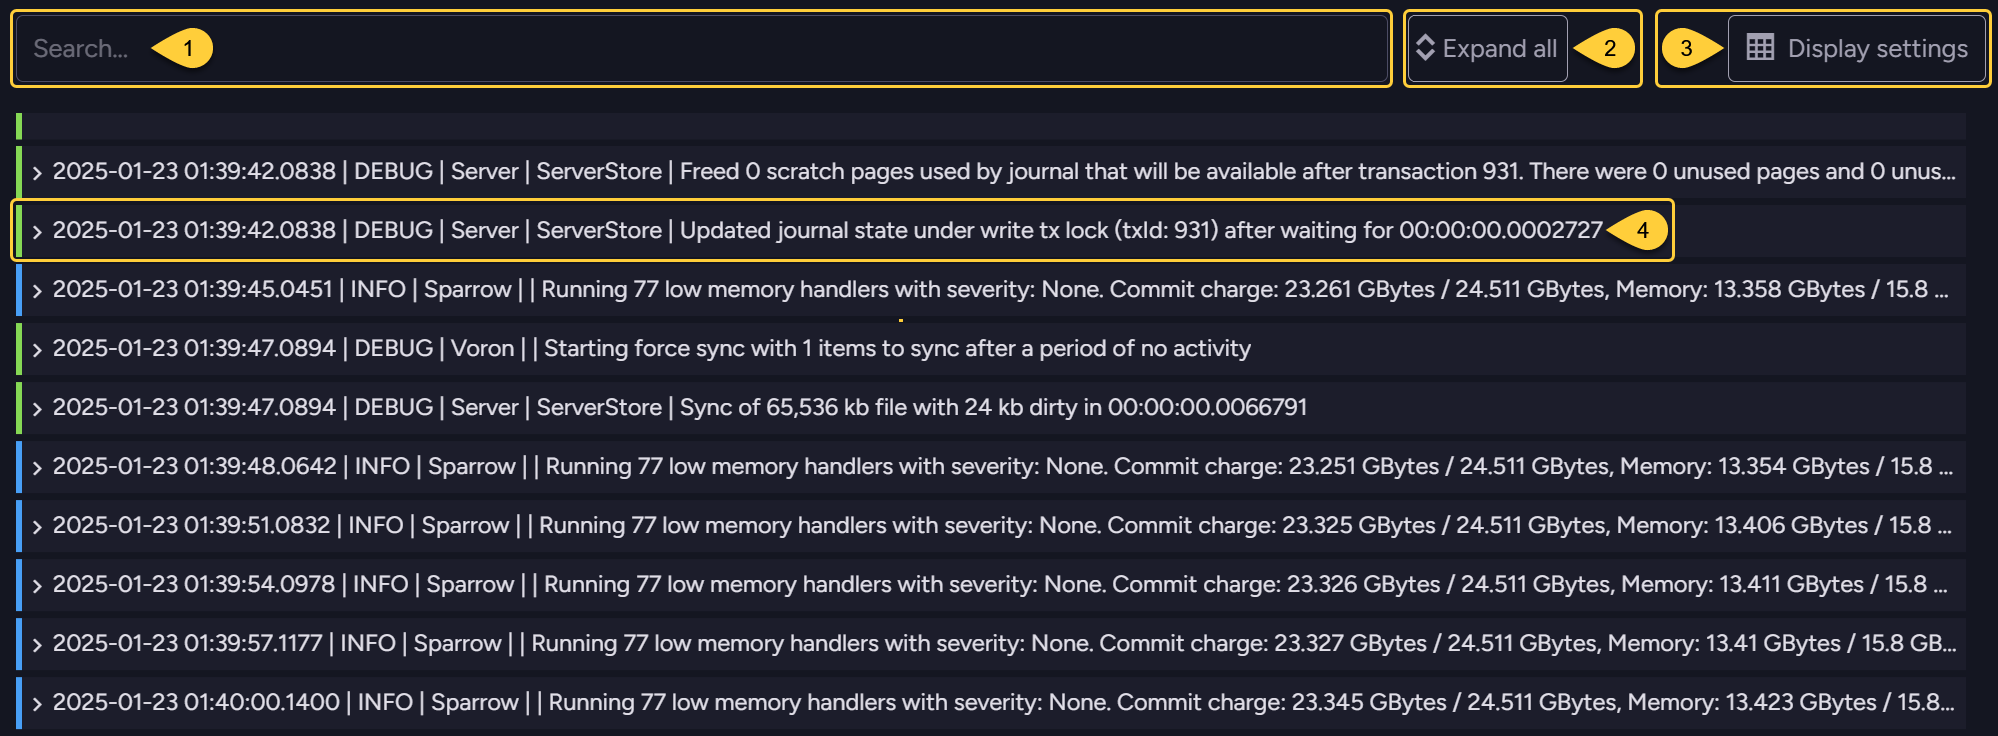 Search... 1 Expand all 2 3 Display settings
2025-01-23 01:39:42.0838 | DEBUG | Server | ServerStore | Freed 0 scratch pages used by journal that will be available after transaction 931. There were 0 unused pages and 0 unus...
2025-01-23 01:39:42.0838 | DEBUG | Server | ServerStore | Updated journal state under write tx lock (txId: 931) after waiting for 00:00:00.0002727 4
2025-01-23 01:39:45.0451 | INFO | Sparrow | | Running 77 low memory handlers with severity: None. Commit charge: 23.261 GBytes / 24.511 GBytes, Memory: 13.358 GBytes / 15.8 ...
2025-01-23 01:39:47.0894 | DEBUG | Voron | | Starting force sync with 1 items to sync after a period of no activity
2025-01-23 01:39:47.0894 | DEBUG | Server | ServerStore | Sync of 65,536 kb file with 24 kb dirty in 00:00:00.0066791
2025-01-23 01:39:48.0642 | INFO | Sparrow | | Running 77 low memory handlers with severity: None. Commit charge: 23.251 GBytes / 24.511 GBytes, Memory: 13.354 GBytes / 15.8 ...
2025-01-23 01:39:51.0832 | INFO | Sparrow | | Running 77 low memory handlers with severity: None. Commit charge: 23.325 GBytes / 24.511 GBytes, Memory: 13.406 GBytes / 15.8 ...
2025-01-23 01:39:54.0978 | INFO | Sparrow | | Running 77 low memory handlers with severity: None. Commit charge: 23.326 GBytes / 24.511 GBytes, Memory: 13.411 GBytes / 15.8 ...
2025-01-23 01:39:57.1177 | INFO | Sparrow | | Running 77 low memory handlers with severity: None. Commit charge: 23.327 GBytes / 24.511 GBytes, Memory: 13.41 GBytes / 15.8 GB...
2025-01-23 01:40:00.1400 | INFO | Sparrow | | Running 77 low memory handlers with severity: None. Commit charge: 23.345 GBytes / 24.511 GBytes, Memory: 13.423 GBytes / 15.8...